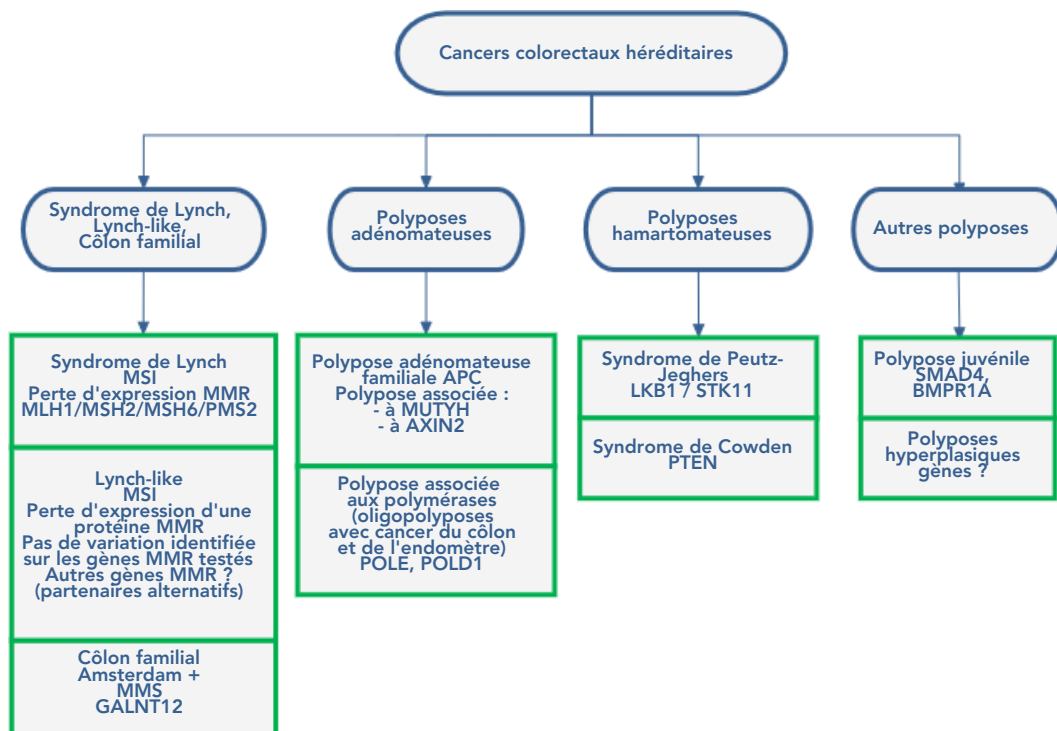 Cancers colorectaux héréditaires
Syndrome de Lynch,
Lynch-like,
Côlon familial
Polyposes
adénomateuses
Polyposes
hamartomateuses
Autres polyposes
Syndrome de Lynch
MSI
Perte d'expression MMR
MLH1/MSH2/MSH6/PMS2
Lynch-like
MSI
Perte d'expression d'une
protéine MMR
Pas de variation identifiée
sur les gènes MMR testés
Autres gènes MMR ?
(partenaires alternatifs)
Côlon familial
Amsterdam +
MMS
GALNT12
Polypose adénomateuse
familiale APC
Polypose associée :
- à MUTYH
- à AXIN2
Polypose associée
aux polymérases
(oligopolyposes
avec cancer du côlon
et de l'endomètre)
POLE, POLD1
Syndrome de Peutz-
Jeghers
LKB1 / STK11
Syndrome de Cowden
PTEN
Polypose juvénile
SMAD4,
BMPR1A
Polyposes
hyperplasiques
gènes ?